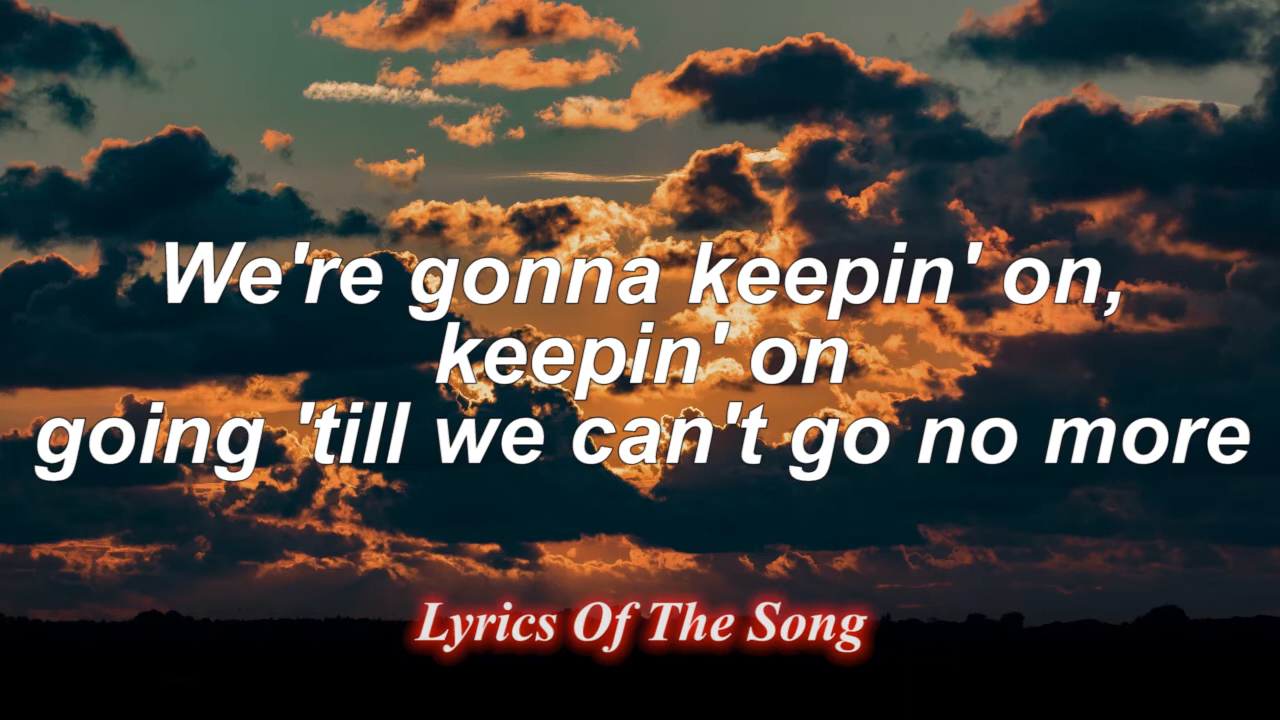 We're gonna keepin' on,
keepin' on
going 'till we can't go no more
Lyrics Of The Song